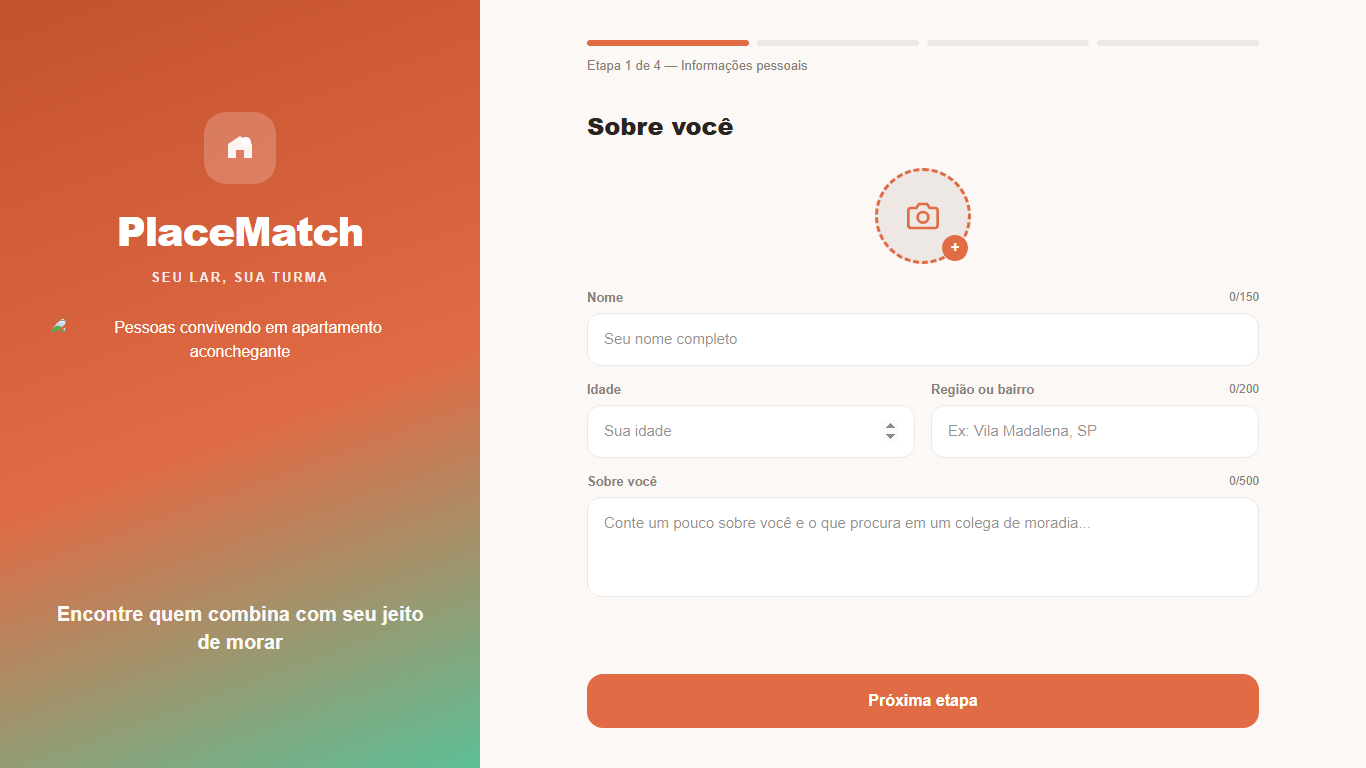 PlaceMatch
SEU LAR, SUA TURMA
Pessoas convivendo em apartamento
aconchegante
Encontre quem combina com seu jeito
de morar
Etapa 1 de 4 — Informações pessoais
Sobre você
+
Nome 0/150
Seu nome completo
Idade Região ou bairro 0/200
Sua idade Ex: Vila Madalena, SP
Sobre você 0/500
Conte um pouco sobre você e o que procura em um colega de moradia...
Próxima etapa